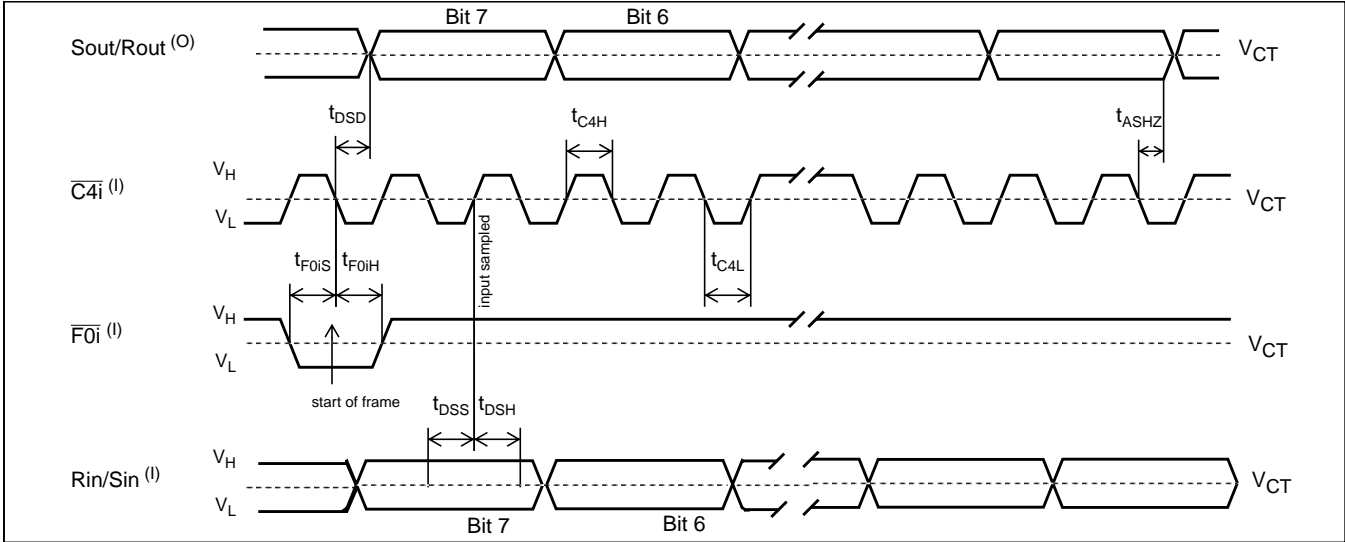 Bit 7 Bit 6
Sout/Rout (O) VCT
tDSD tC4H tASHZ
VH
C4i (I) VCT
VL
tF0iS tF0iH input sampled tC4L
VH
F0i (I) VCT
VL
start of frame
tDSS tDSH
VH
Rin/Sin (I) VCT
VL
Bit 7 Bit 6